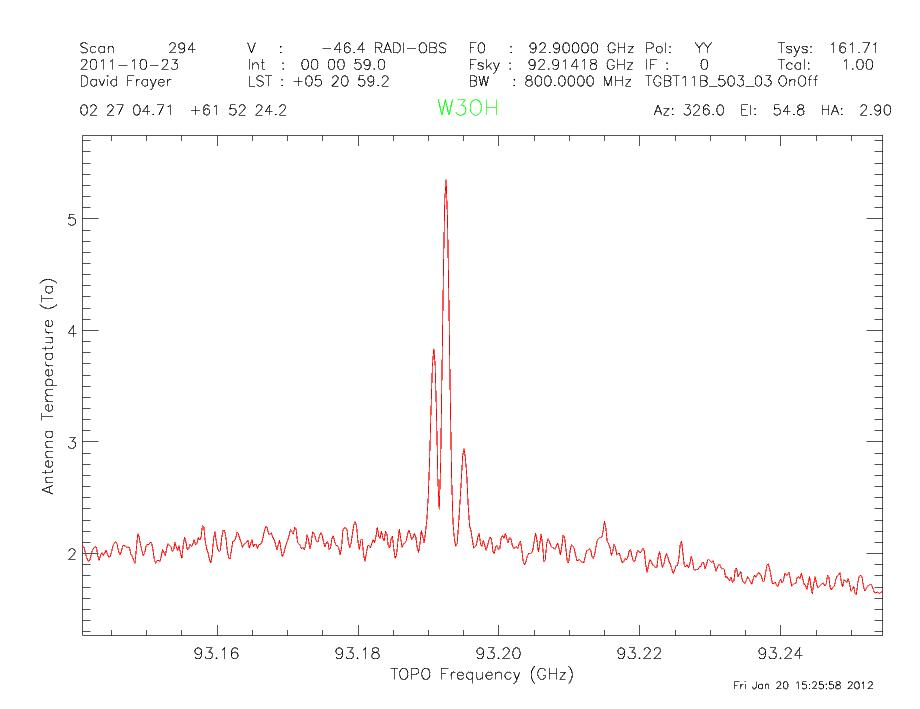 Scan 294 V : -46.4 RADI-OBS F0 : 92.90000 GHz Pol: YY Tsys: 161.71
2011-10-23 Int : 00 00 59.0 Fsky : 92.91418 GHz IF : 0 Tcal: 1.00
David Frayer LST : +05 20 59.2 BW : 800.0000 MHz TGBT11B_503_03 OnOff
02 27 04.71 +61 52 24.2 W3OH Az: 326.0 El: 54.8 HA: 2.90
5
4
3
2
Antenna Temperature (Ta)
93.16 93.18 93.20 93.22 93.24
TOPO Frequency (GHz)
Fri Jan 20 15:25:58 2012